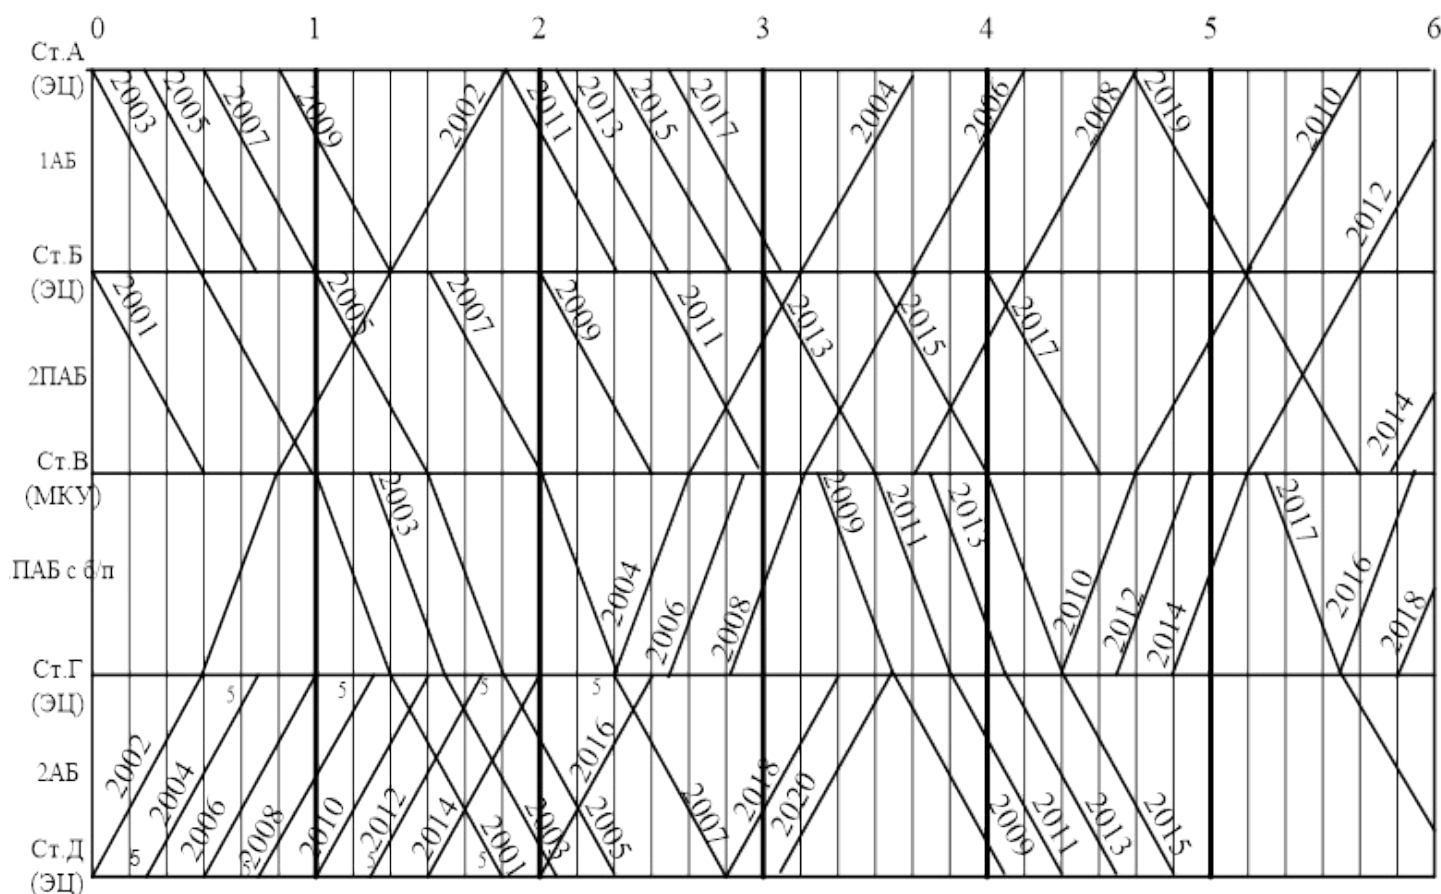 0 1 2 3 4 5 6
Ст.А
(ЭЦ)
2003 2005 2007 2009 2002 2011 2013 2015 2017 2004 2006 2008 2019 2010
1АБ
2012
Ст.Б
(ЭЦ)
2001 2005 2007 2009 2011 2013 2015 2017
2ПАБ
2014
Ст.В
(МКУ)
2003 2009 2011 2013 2017
ПАБ с б/п
2004 2006 2008 2010 2012 2014 2016 2018
Ст.Г
(ЭЦ)
5 5 5 5
2АБ
2002 2004 2006 2008 2010 2012 2014 2001 2003 2016 2005 2007 2018 2020 2009 2011 2013 2015
Ст.Д
5 5 5 5
(ЭЦ)